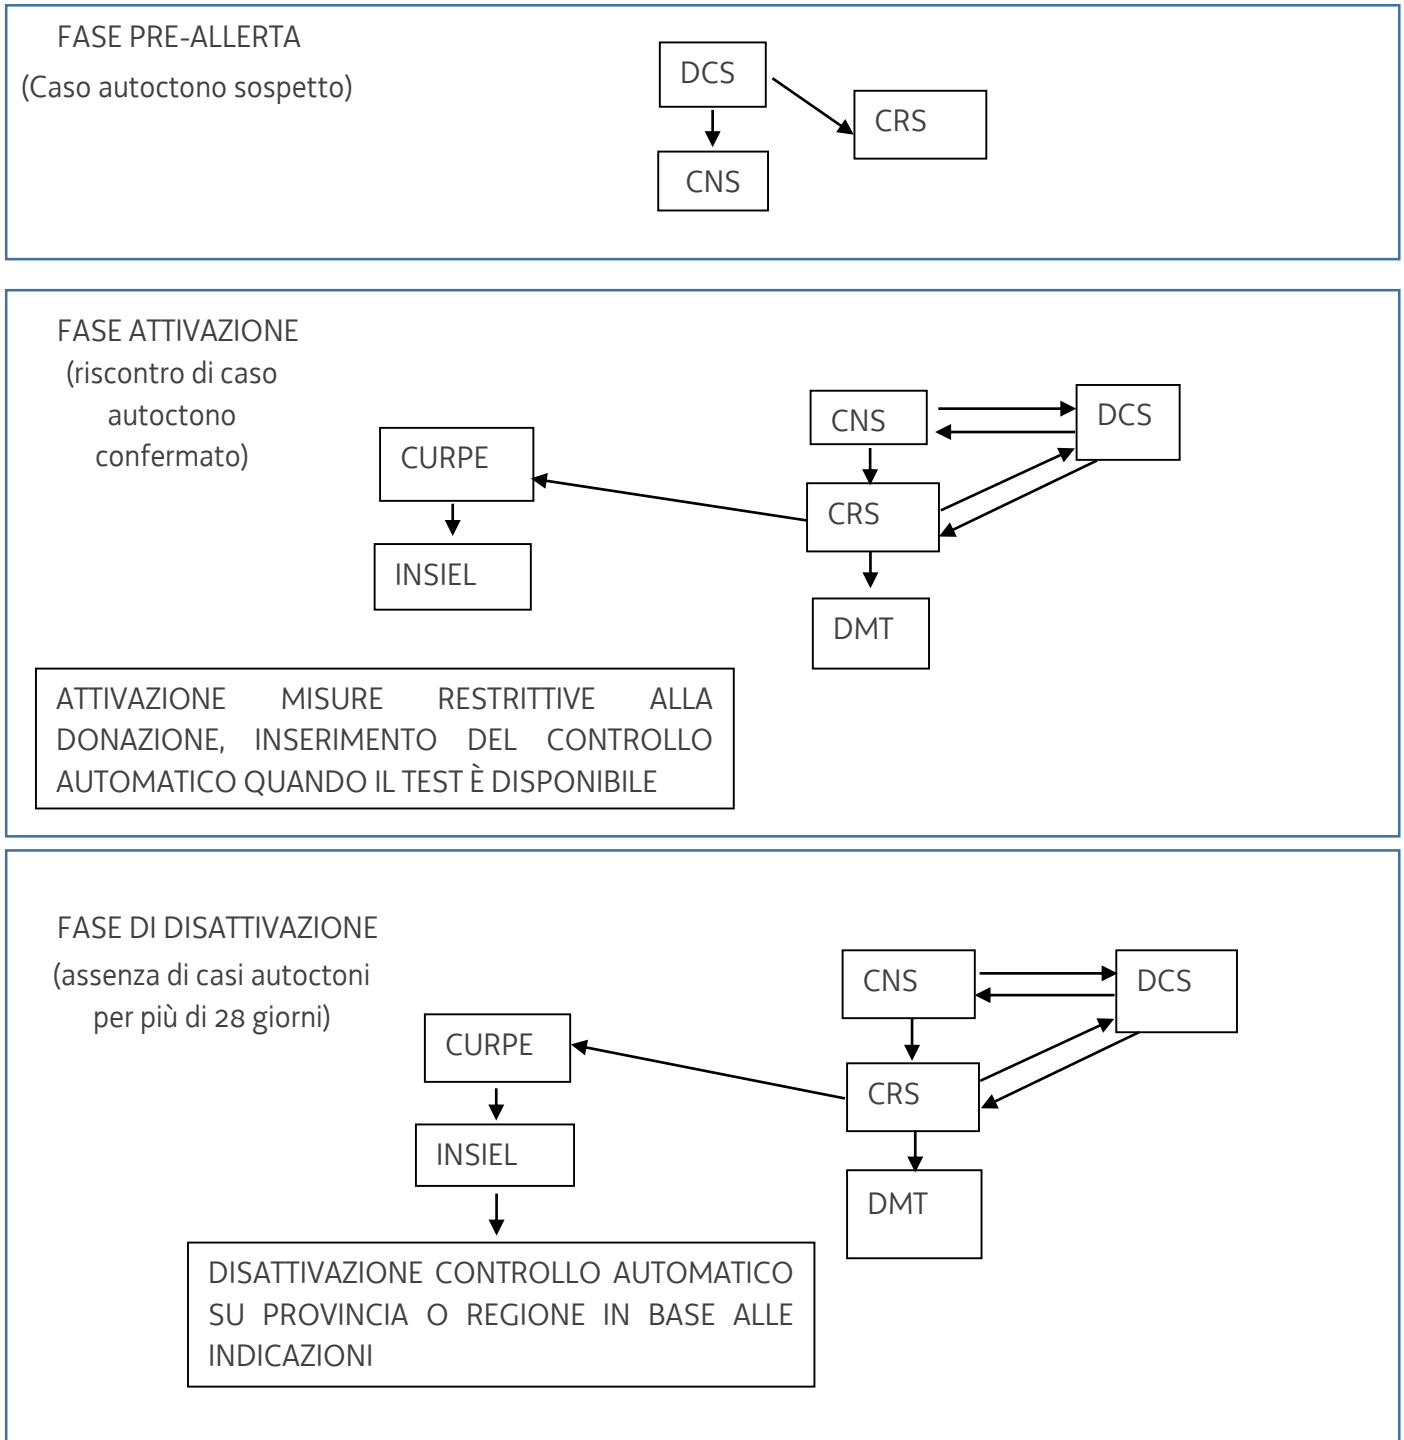 FASE PRE-ALLERTA
(Caso autoctono sospetto)
DCS
CRS
CNS
FASE ATTIVAZIONE
(riscontro di caso
autoctono
confermato)
CNS
DCS
CURPE
CRS
INSIEL
DMT
ATTIVAZIONE MISURE RESTRITTIVE ALLA
DONAZIONE, INSERIMENTO DEL CONTROLLO
AUTOMATICO QUANDO IL TEST È DISPONIBILE
FASE DI DISATTIVAZIONE
(assenza di casi autoctoni
per più di 28 giorni)
CNS
DCS
CURPE
CRS
INSIEL
DMT
DISATTIVAZIONE CONTROLLO AUTOMATICO
SU PROVINCIA O REGIONE IN BASE ALLE
INDICAZIONI